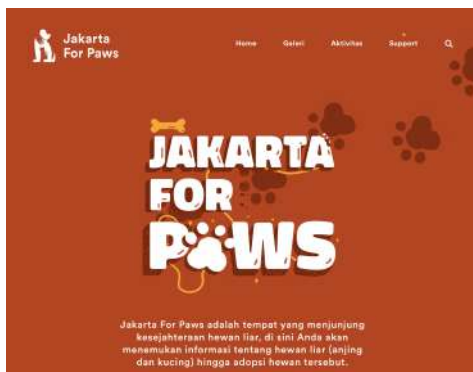 Jakarta
For Paws
Home Galeri Aktivitas Support
JAKARTA
FOR
PAWS
Jakarta For Paws adalah tempat yang menjunjung
kesejahteraan hewan liar, di sini Anda akan
menemukan informasi tentang hewan liar (anjing
dan kucing) hingga adopsi hewan tersebut.